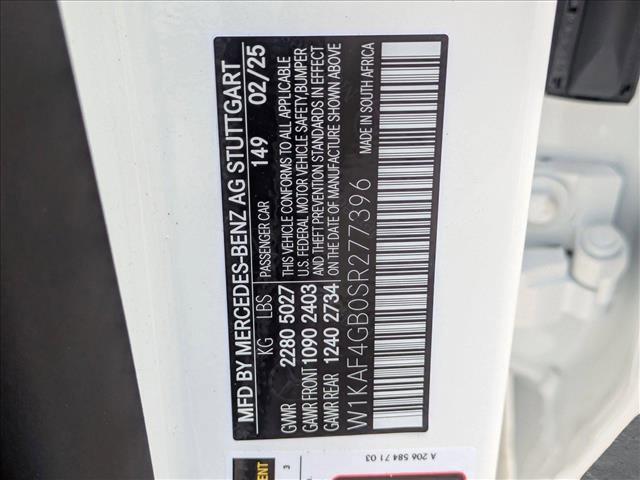 MFD BY MERCEDES-BENZ AG STUTTGART
KG LBS PASSENGER CAR 149 02/25
GVWR 2280 5027 THIS VEHICLE CONFORMS TO ALL APPLICABLE
GAWR FRONT 1090 2403 U.S. FEDERAL MOTOR VEHICLE SAFETY, BUMPER
GAWR REAR 1240 2734 AND THEFT PREVENTION STANDARDS IN EFFECT
ON THE DATE OF MANUFACTURE SHOWN ABOVE
W1KAF4GB0SR277396 MADE IN SOUTH AFRICA
A 206 584 71 03
3